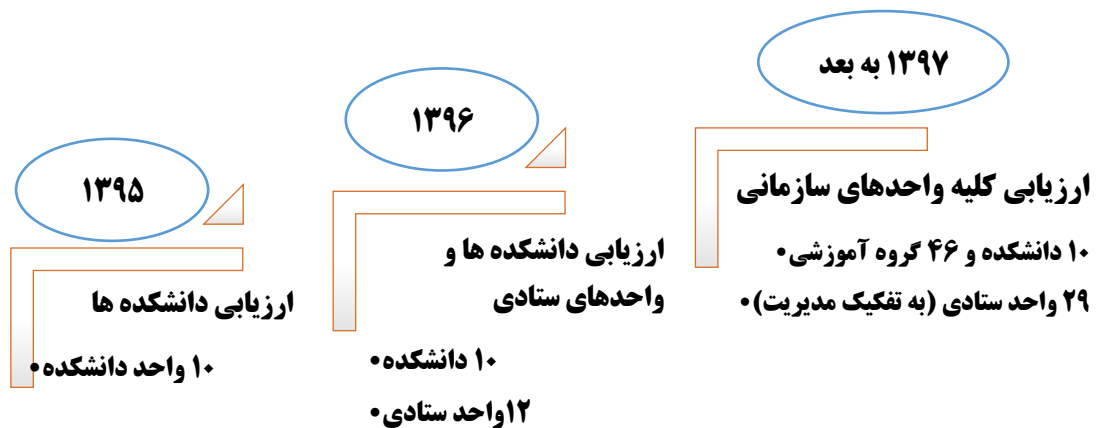 ۱۳۹۵
ارزیابی دانشکده ها
۱۰ واحد دانشکده•
۱۳۹۶
ارزیابی دانشکده ها و
واحدهای ستادی
۱۰ دانشکده•
۱۲واحد ستادی•
۱۳۹۷ به بعد
ارزیابی کلیه واحدهای سازمانی
۱۰ دانشکده و ۴۶ گروه آموزشی•
۲۹ واحد ستادی (به تفکیک مدیریت)•